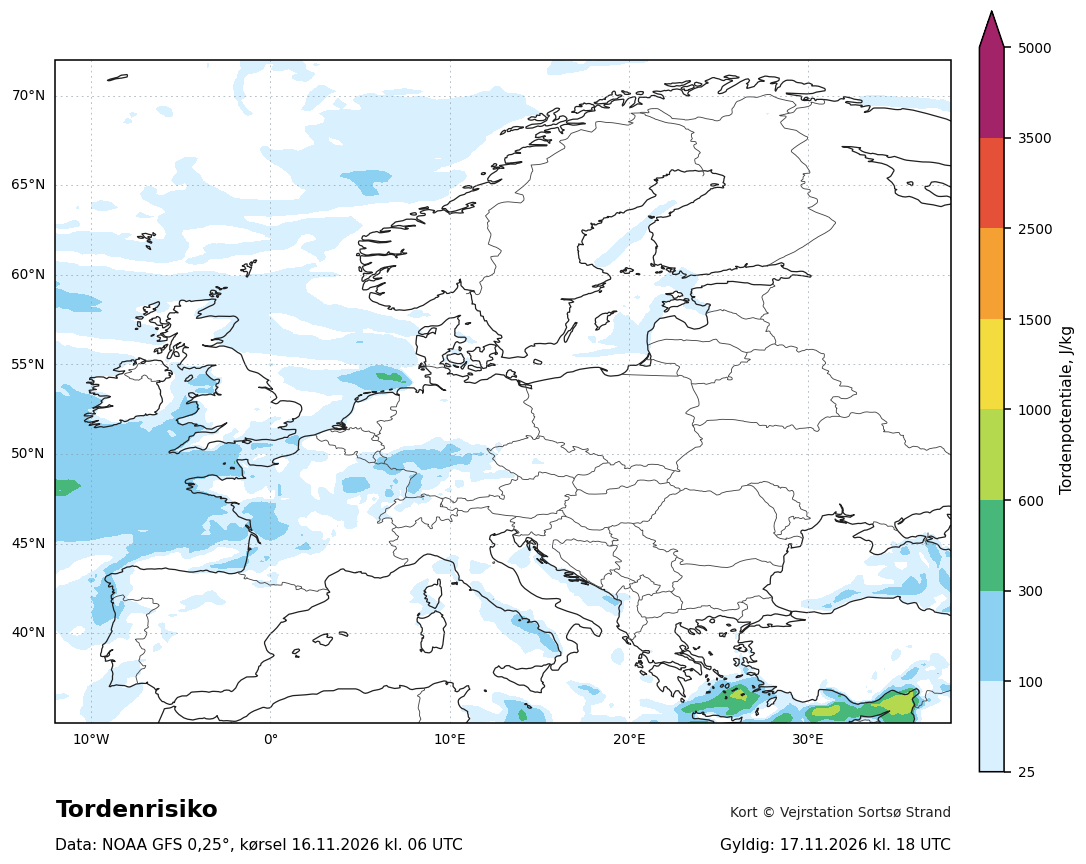 70°N
65°N
60°N
55°N
50°N
45°N
40°N
10°W
0°
10°E
20°E
30°E
5000
3500
2500
1500
1000
600
300
100
25
Tordenpotentiale, J/kg
Tordenrisiko
Kort © Vejrstation Sortsø Strand
Data: NOAA GFS 0,25°, kørsel 16.11.2026 kl. 06 UTC
Gyldig: 17.11.2026 kl. 18 UTC